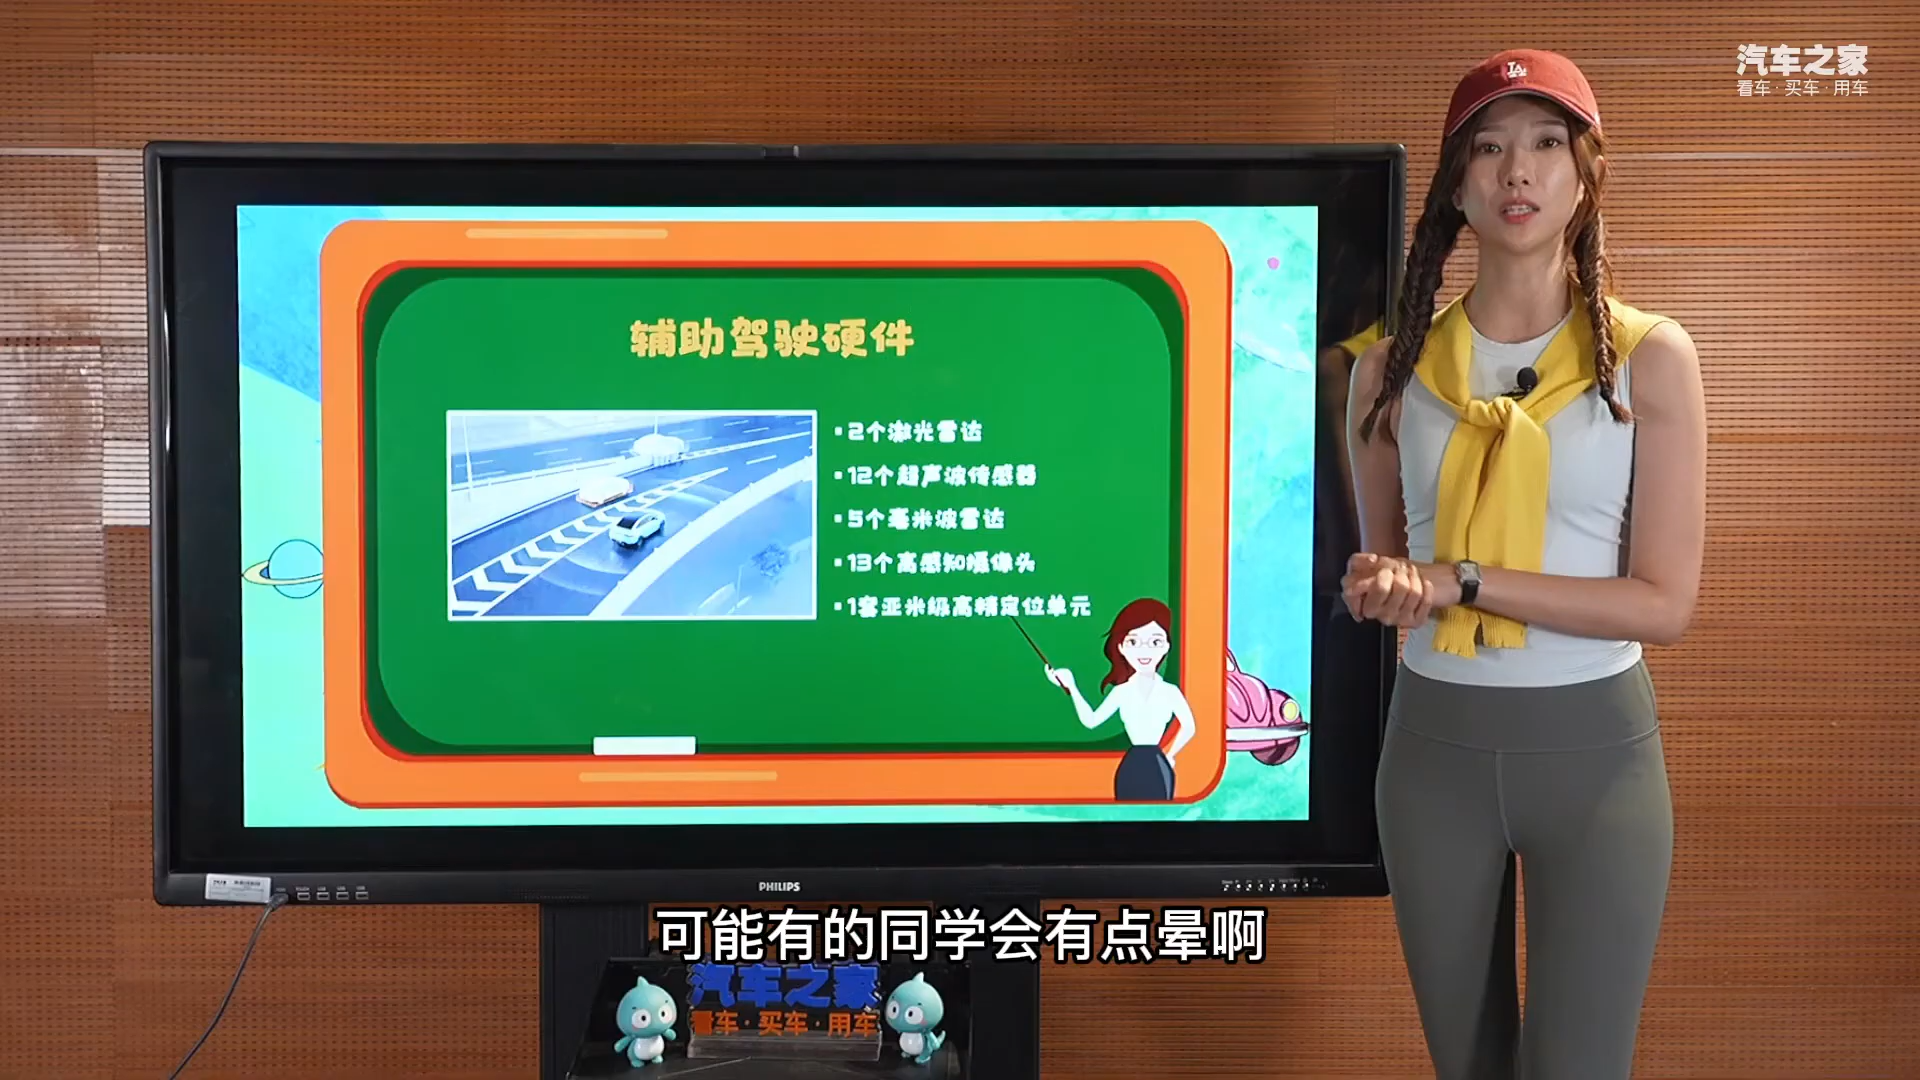 汽车之家
看车·买车·用车
LA
辅助驾驶硬件
▪2个激光雷达
▪12个超声波传感器
▪5个毫米波雷达
▪13个高感知摄像头
▪1套亚米级高精定位单元
PHILIPS
可能有的同学会有点晕啊
汽车之家
看车·买车·用车